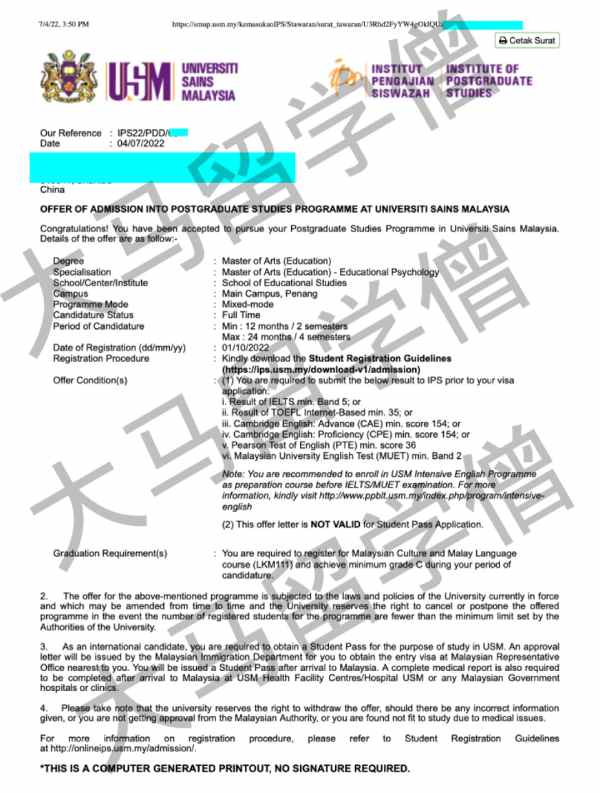 7/4/22, 3:50 PM
https://smup.usm.my/kemasukanIPS/Stawaran/surat_tawaran/
Cetak Surat
USM UNIVERSITI
SAINS
MALAYSIA
INSTITUT
PENGAJIAN
SISWAZAH
INSTITUTE OF
POSTGRADUATE
STUDIES
Our Reference : IPS22/PDD/
Date : 04/07/2022
China
OFFER OF ADMISSION INTO POSTGRADUATE STUDIES PROGRAMME AT UNIVERSITI SAINS MALAYSIA
Congratulations! You have been accepted to pursue your Postgraduate Studies Programme in Universiti Sains Malaysia.
Details of the offer are as follow:-
Degree : Master of Arts (Education)
Specialisation : Master of Arts (Education) - Educational Psychology
School/Center/Institute : School of Educational Studies
Campus : Main Campus, Penang
Programme Mode : Mixed-mode
Candidature Status : Full Time
Period of Candidature : Min : 12 months / 2 semesters
Max : 24 months / 4 semesters
Date of Registration (dd/mm/yy) : 01/10/2022
Registration Procedure : Kindly download the Student Registration Guidelines
(https://ips.usm.my/download-v1/admission)
Offer Condition(s) : (1) You are required to submit the below result to IPS prior to your visa
application:
i. Result of IELTS min. Band 5; or
ii. Result of TOEFL Internet-Based min. 35; or
iii. Cambridge English: Advance (CAE) min. score 154; or
iv. Cambridge English: Proficiency (CPE) min. score 154; or
v. Pearson Test of English (PTE) min. score 36
vi. Malaysian University English Test (MUET) min. Band 2
Note: You are recommended to enroll in USM Intensive English Programme
as preparation course before IELTS/MUET examination. For more
information, kindly visit http://www.ppblt.usm.my/index.php/program/intensive-
english
(2) This offer letter is NOT VALID for Student Pass Application.
Graduation Requirement(s) : You are required to register for Malaysian Culture and Malay Language
course (LKM111) and achieve minimum grade C during your period of
candidature.
2. The offer for the above-mentioned programme is subjected to the laws and policies of the University currently in force
and which may be amended from time to time and the University reserves the right to cancel or postpone the offered
programme in the event the number of registered students for the programme are fewer than the minimum limit set by the
Authorities of the University.
3. As an international candidate, you are required to obtain a Student Pass for the purpose of study in USM. An approval
letter will be issued by the Malaysian Immigration Department for you to obtain the entry visa at Malaysian Representative
Office nearest to you. You will be issued a Student Pass after arrival to Malaysia. A complete medical report is also required
to be completed after arrival to Malaysia at USM Health Facility Centres/Hospital USM or any Malaysian Government
hospitals or clinics.
4. Please take note that the university reserves the right to withdraw the offer, should there be any incorrect information
given, or you are not getting approval from the Malaysian Authority, or you are found not fit to study due to medical issues.
For more information on registration procedure, please refer to Student Registration Guidelines
at http://onlineips.usm.my/admission/.
*THIS IS A COMPUTER GENERATED PRINTOUT, NO SIGNATURE REQUIRED.
大马留学僧
大马留学僧
大马留学僧